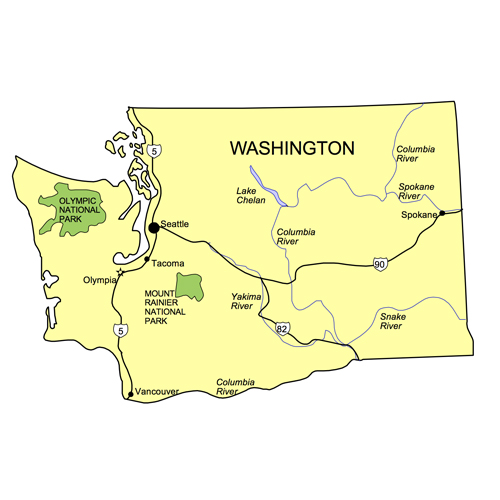 WASHINGTON
5
Columbia
River
Lake
Chelan
Spokane
River
OLYMPIC
NATIONAL
PARK
Spokane
Seattle
Columbia
River
Tacoma
90
Olympia
MOUNT
RAINIER
NATIONAL
PARK
Yakima
River
Snake
River
5
82
Vancouver
Columbia
River